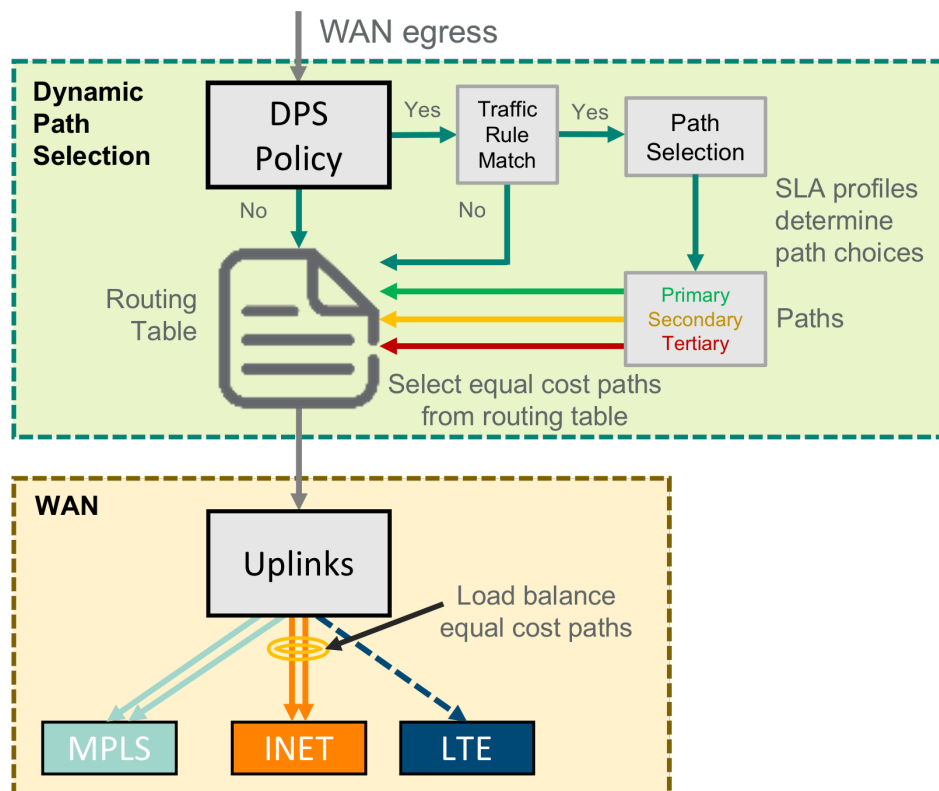 WAN egress
Dynamic
Path
Selection
DPS
Policy
Yes
Traffic
Rule
Match
Yes
Path
Selection
No
No
SLA profiles
determine
path choices
Routing
Table
Primary
Secondary
Tertiary
Paths
Select equal cost paths
from routing table
WAN
Uplinks
Load balance
equal cost paths
MPLS
INET
LTE